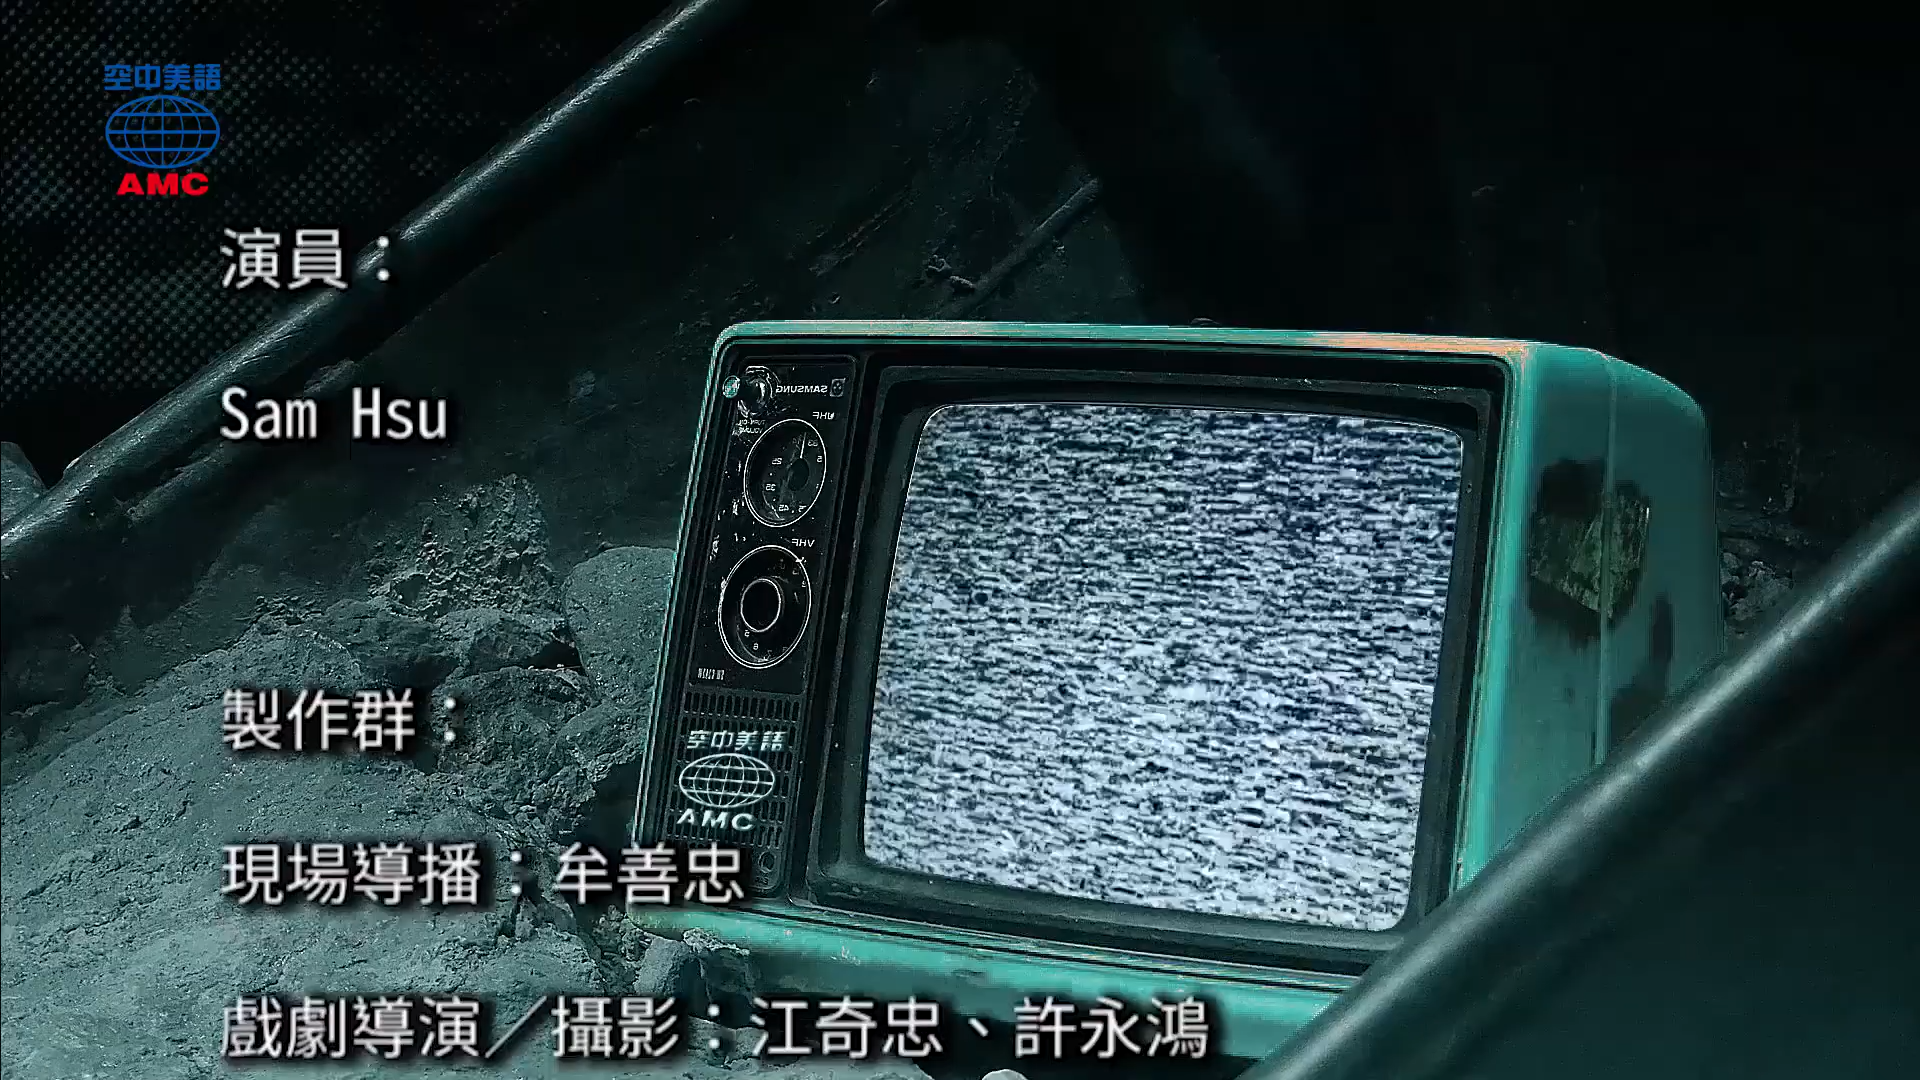 空中美語
AMC
演員：
Sam Hsu
SAMSUNG
UHF
VHF
製作群：
空中美語
AMC
現場導播：牟善忠
戲劇導演／攝影：江奇忠、許永鴻